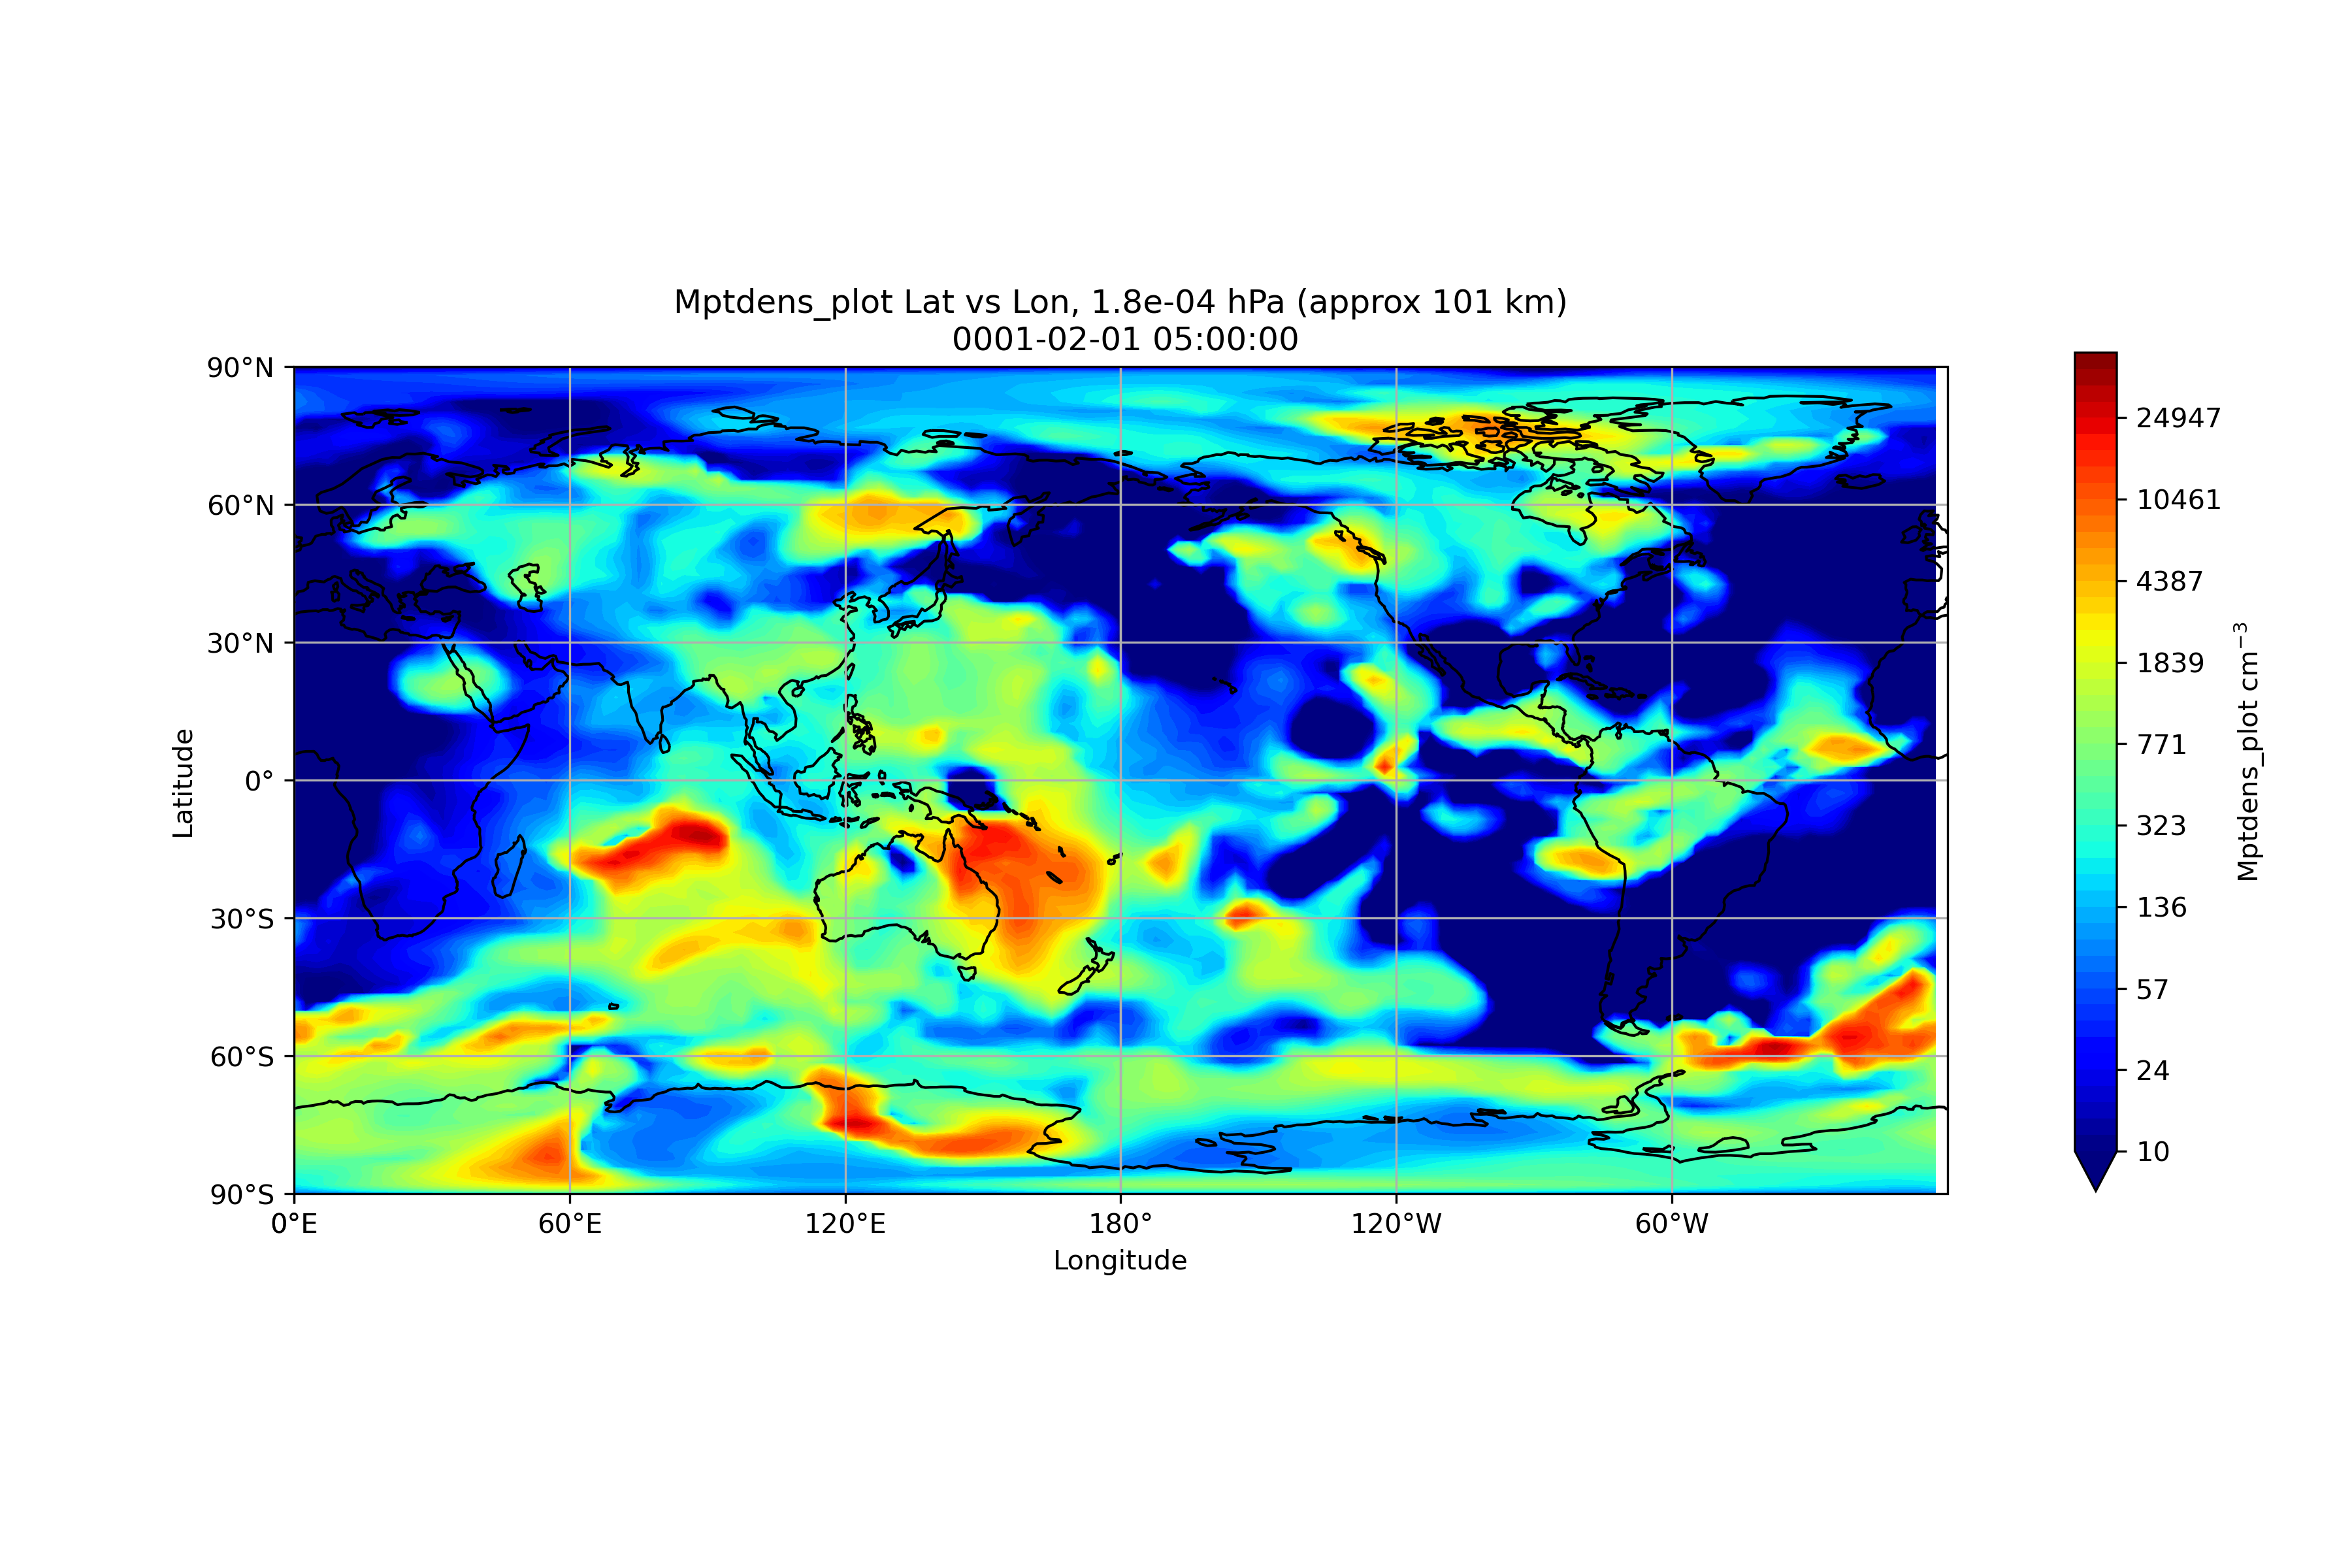 Mptdens_plot Lat vs Lon, 1.8e-04 hPa (approx 101 km)
0001-02-01 05:00:00
90°N
60°N
30°N
0°
30°S
60°S
90°S
Latitude
0°E
60°E
120°E
180°
120°W
60°W
Longitude
24947
10461
4387
1839
771
323
136
57
24
10
Mptdens_plot cm⁻³